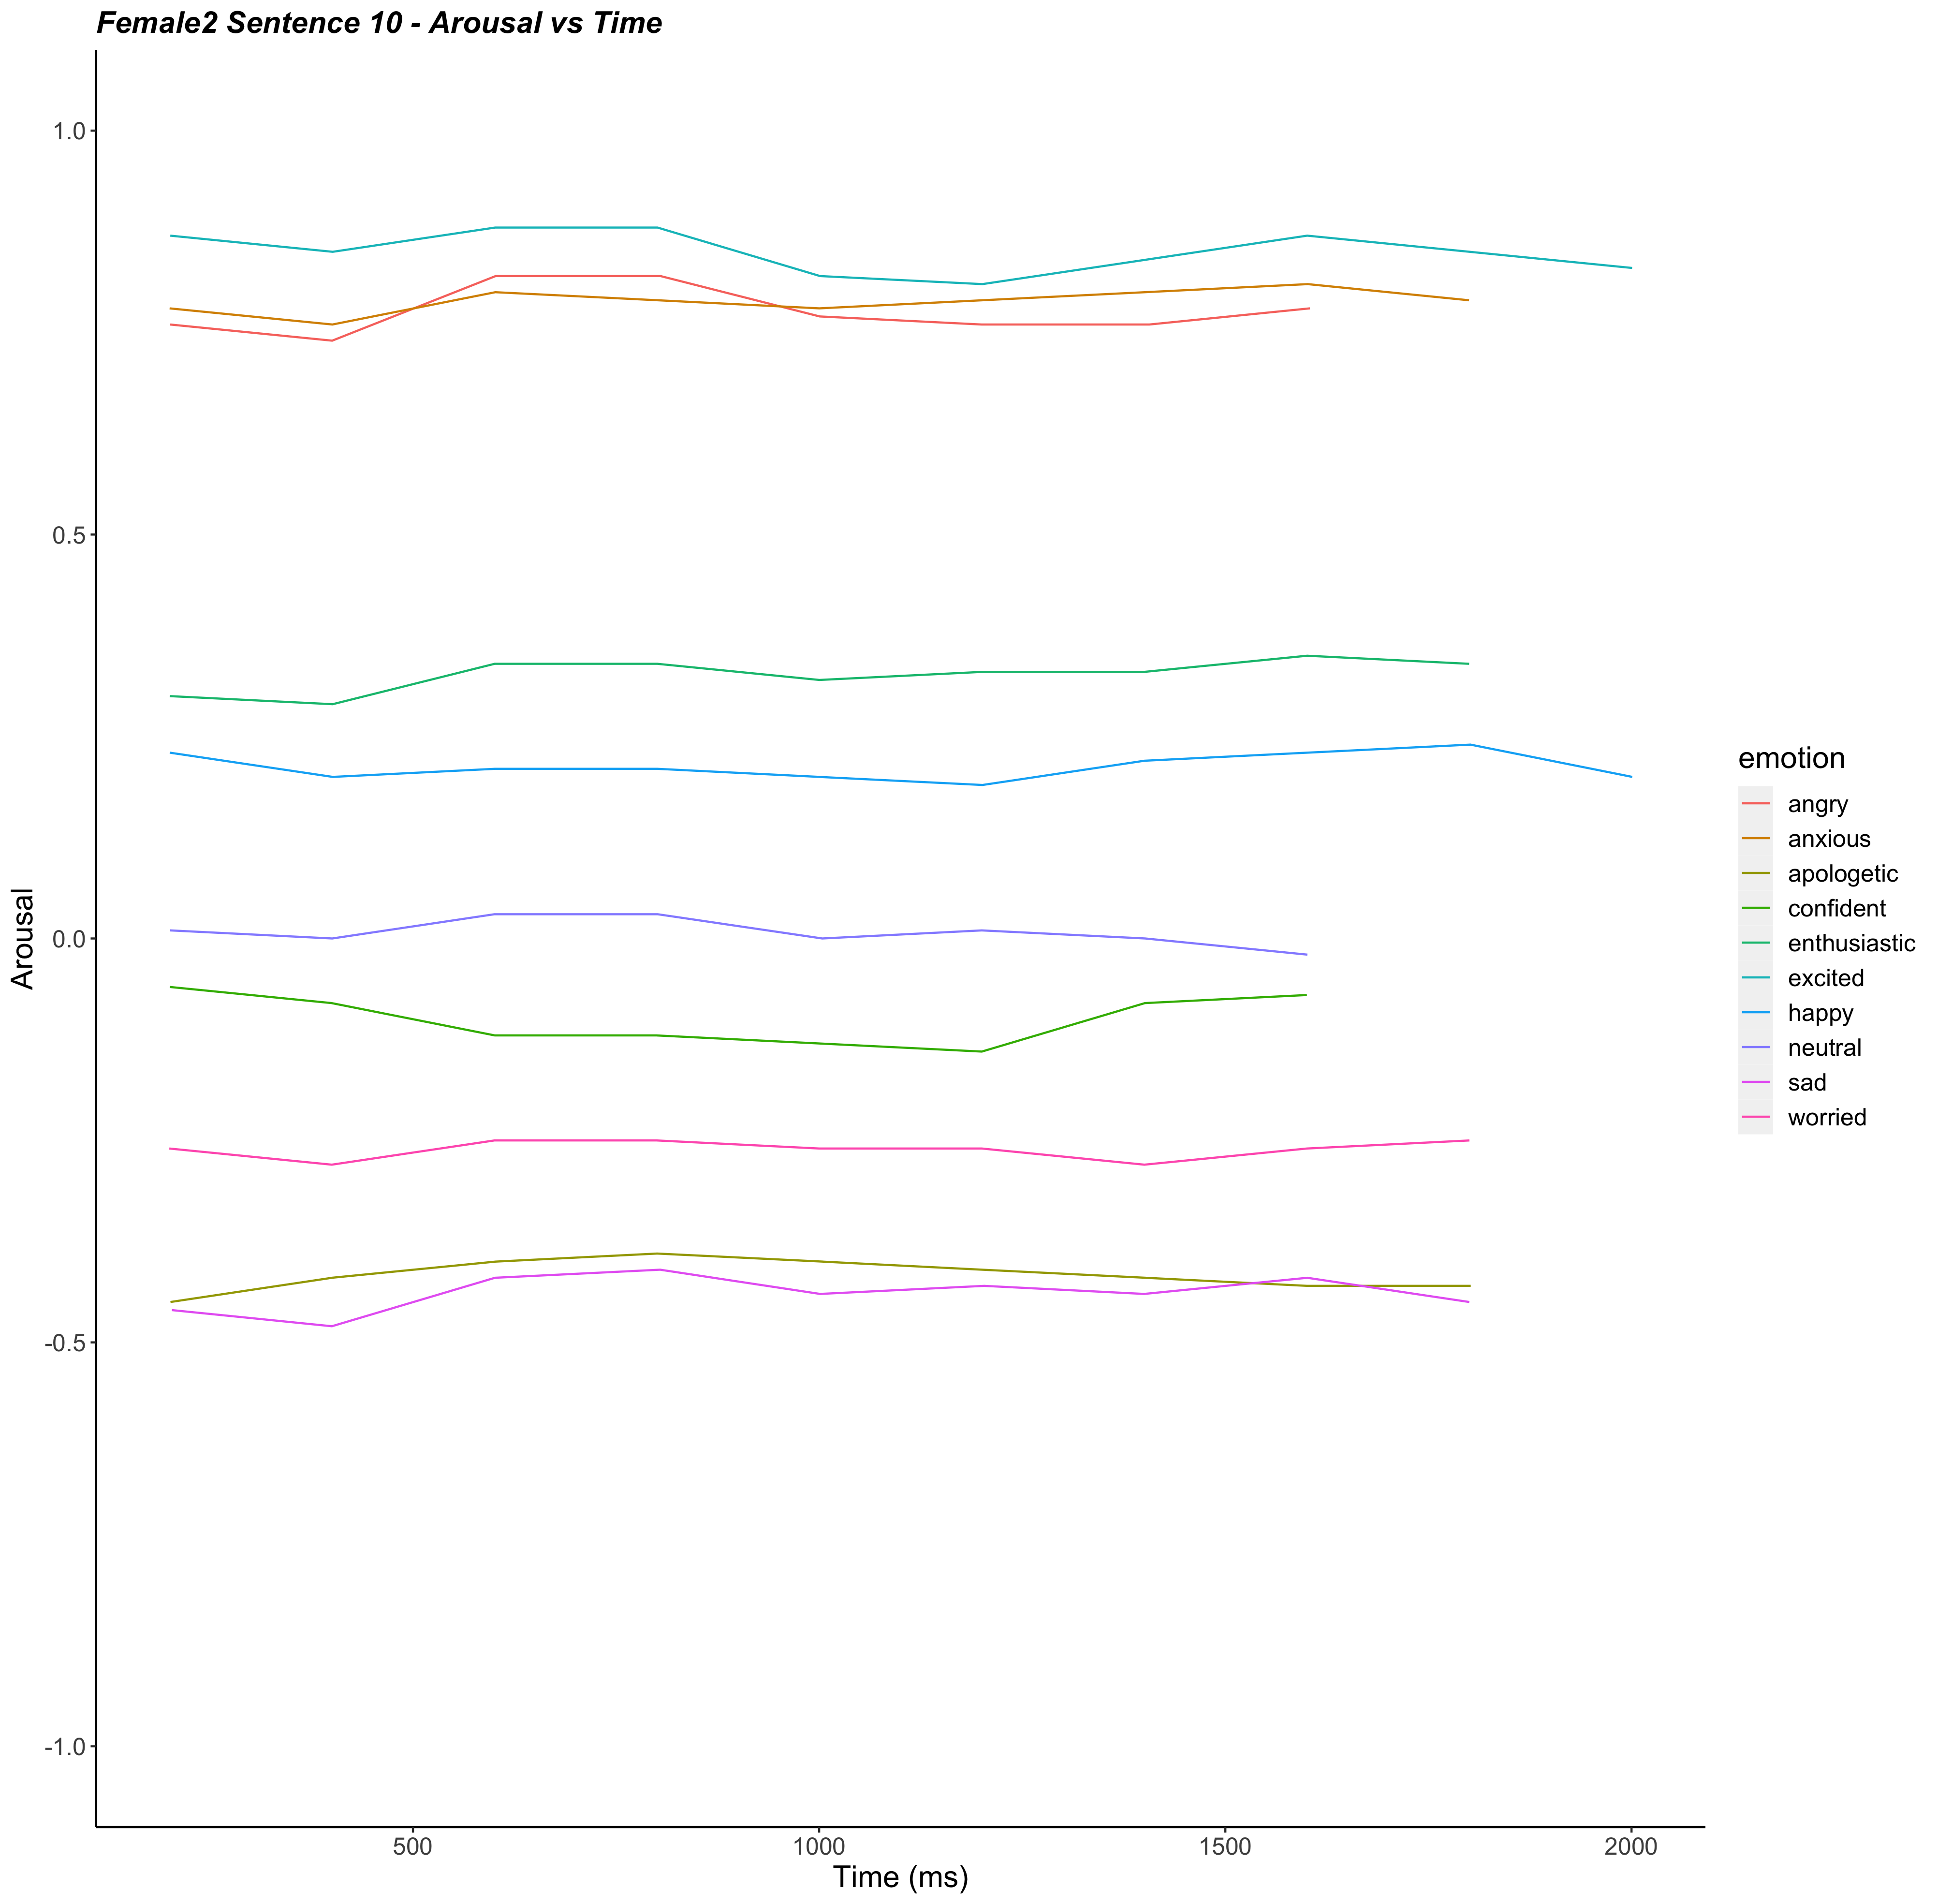 Female2 Sentence 10 - Arousal vs Time
1.0
0.5
0.0
-0.5
-1.0
Arousal
500 1000 1500 2000
Time (ms)
emotion
angry
anxious
apologetic
confident
enthusiastic
excited
happy
neutral
sad
worried